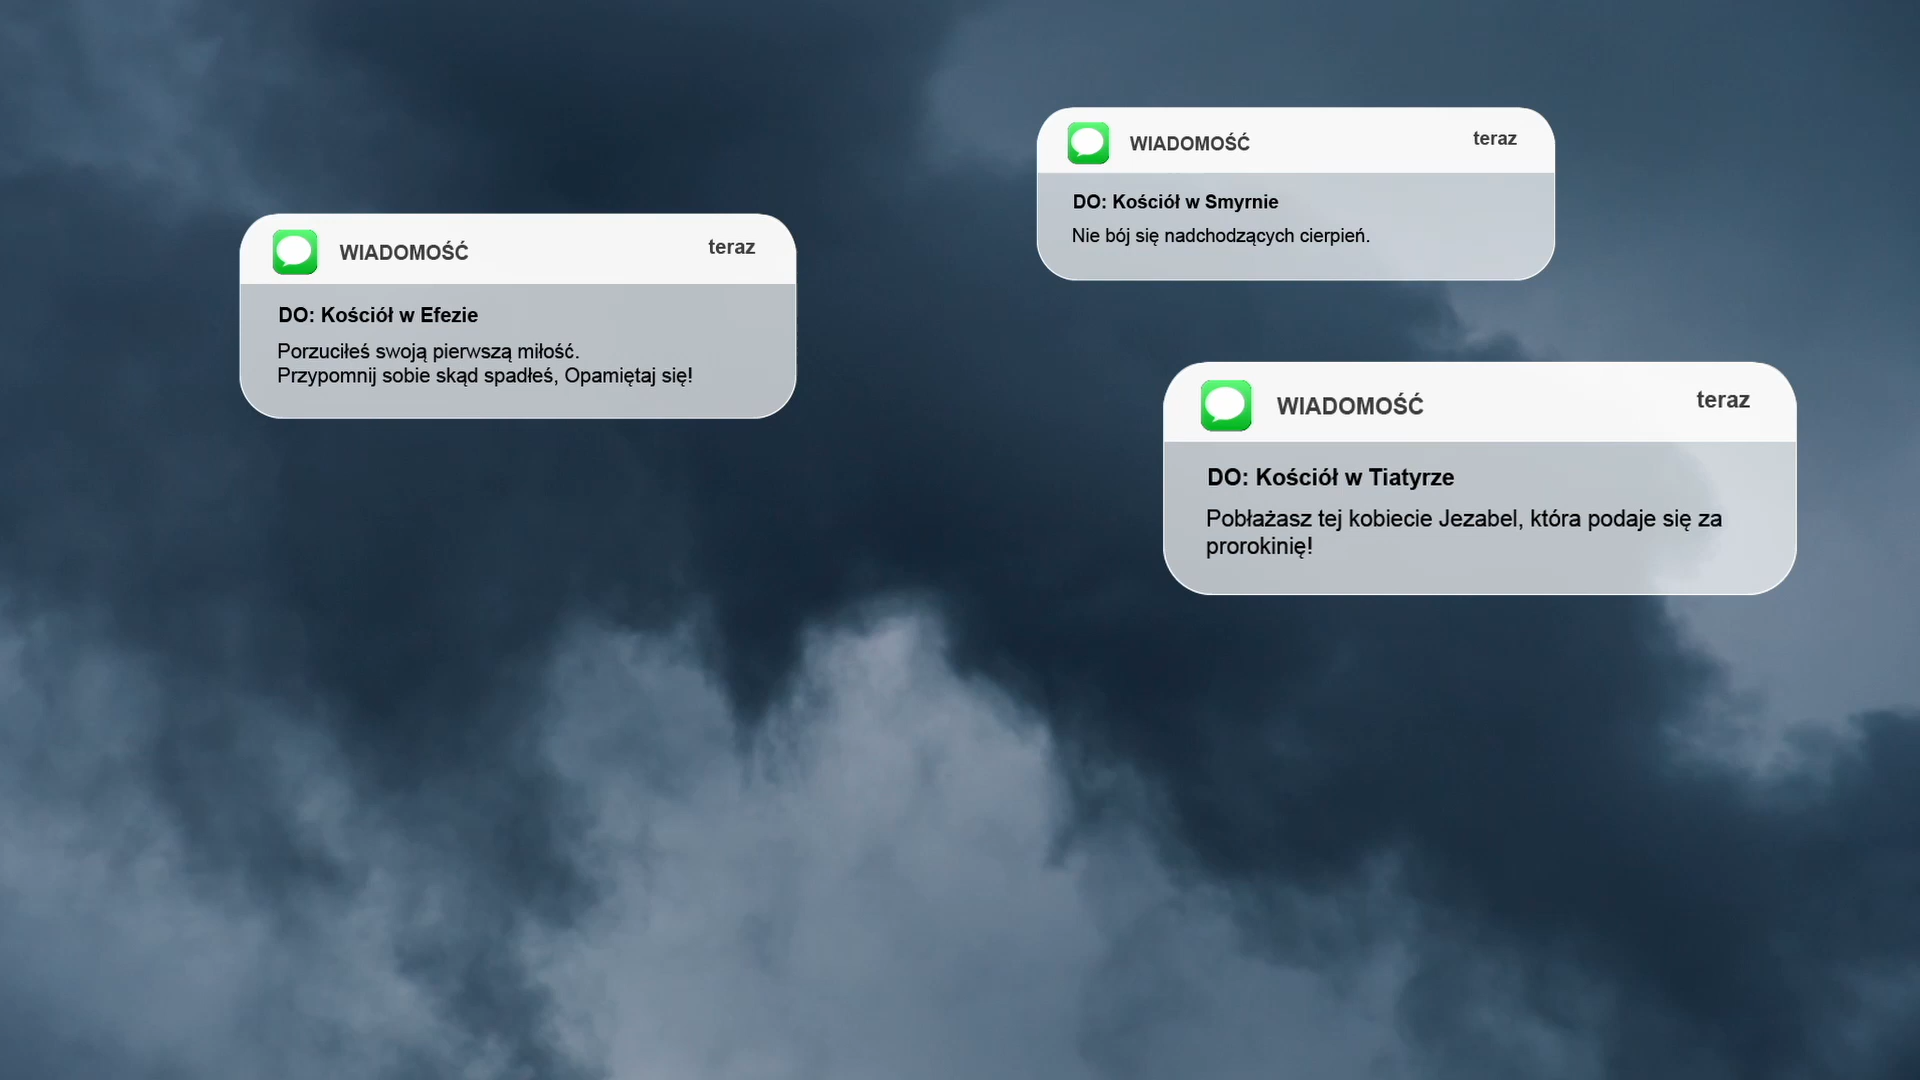 WIADOMOŚĆ
teraz
DO: Kościół w Efezie
Porzuciłeś swoją pierwszą miłość.
Przypomnij sobie skąd spadłeś, Opamiętaj się!
WIADOMOŚĆ
teraz
DO: Kościół w Smyrnie
Nie bój się nadchodzących cierpień.
WIADOMOŚĆ
teraz
DO: Kościół w Tiatyrze
Pobłażasz tej kobiecie Jezabel, która podaje się za
prorokinię!